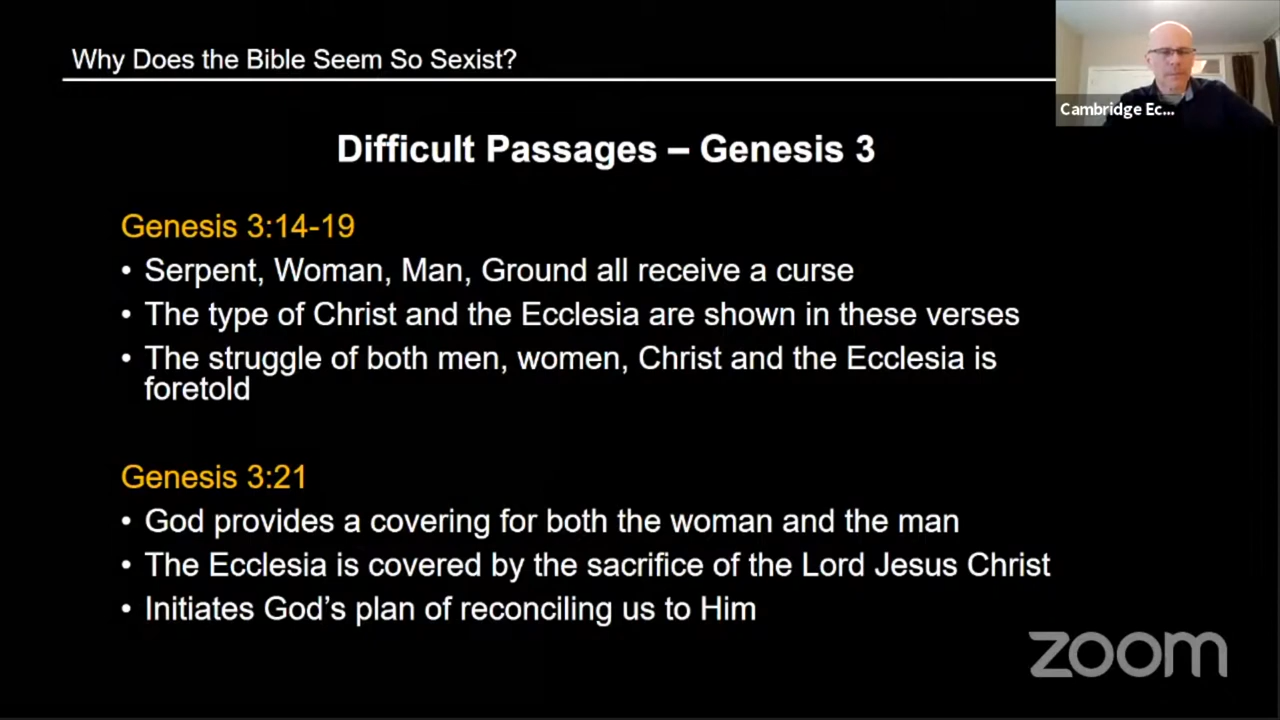 Why Does the Bible Seem So Sexist?
Cambridge Ec...
Difficult Passages – Genesis 3
Genesis 3:14-19
• Serpent, Woman, Man, Ground all receive a curse
• The type of Christ and the Ecclesia are shown in these verses
• The struggle of both men, women, Christ and the Ecclesia is
foretold
Genesis 3:21
• God provides a covering for both the woman and the man
• The Ecclesia is covered by the sacrifice of the Lord Jesus Christ
• Initiates God’s plan of reconciling us to Him
zoom